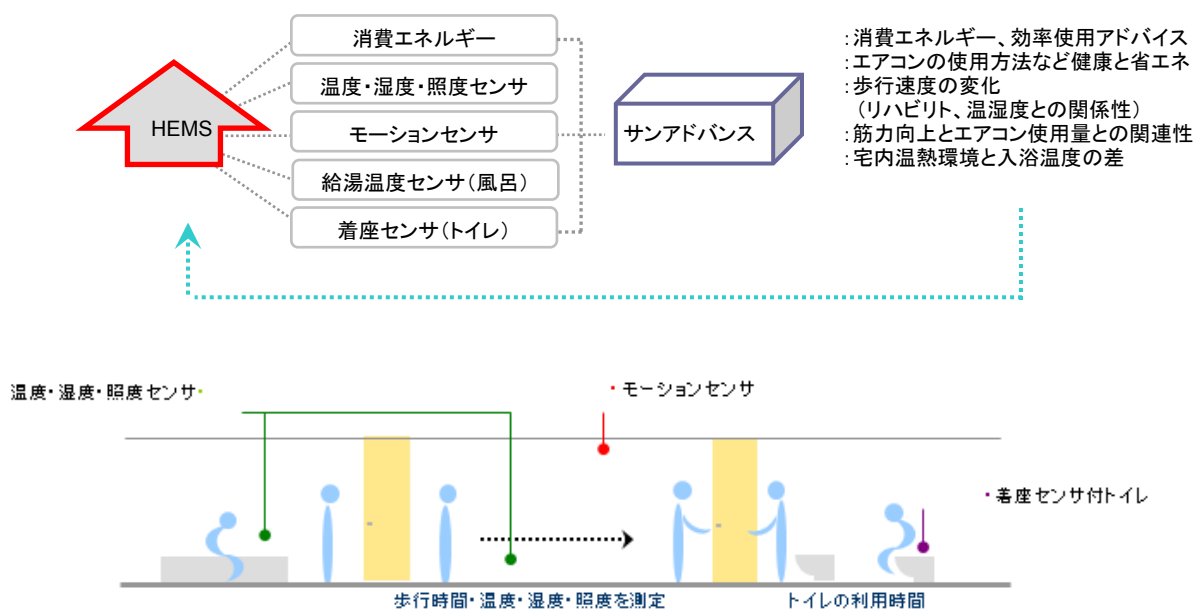 消費エネルギー
温度・湿度・照度センサ
HEMS
モーションセンサ
給湯温度センサ（風呂）
着座センサ（トイレ）
サンアドバンス
：消費エネルギー、効率使用アドバイス
：エアコンの使用方法など健康と省エネ
：歩行速度の変化
（リハビリト、温湿度との関係性）
：筋力向上とエアコン使用量との関連性
：宅内温熱環境と入浴温度の差
温度・湿度・照度センサ・
・モーションセンサ
・着座センサ付トイレ
歩行時間・温度・湿度・照度を測定
トイレの利用時間